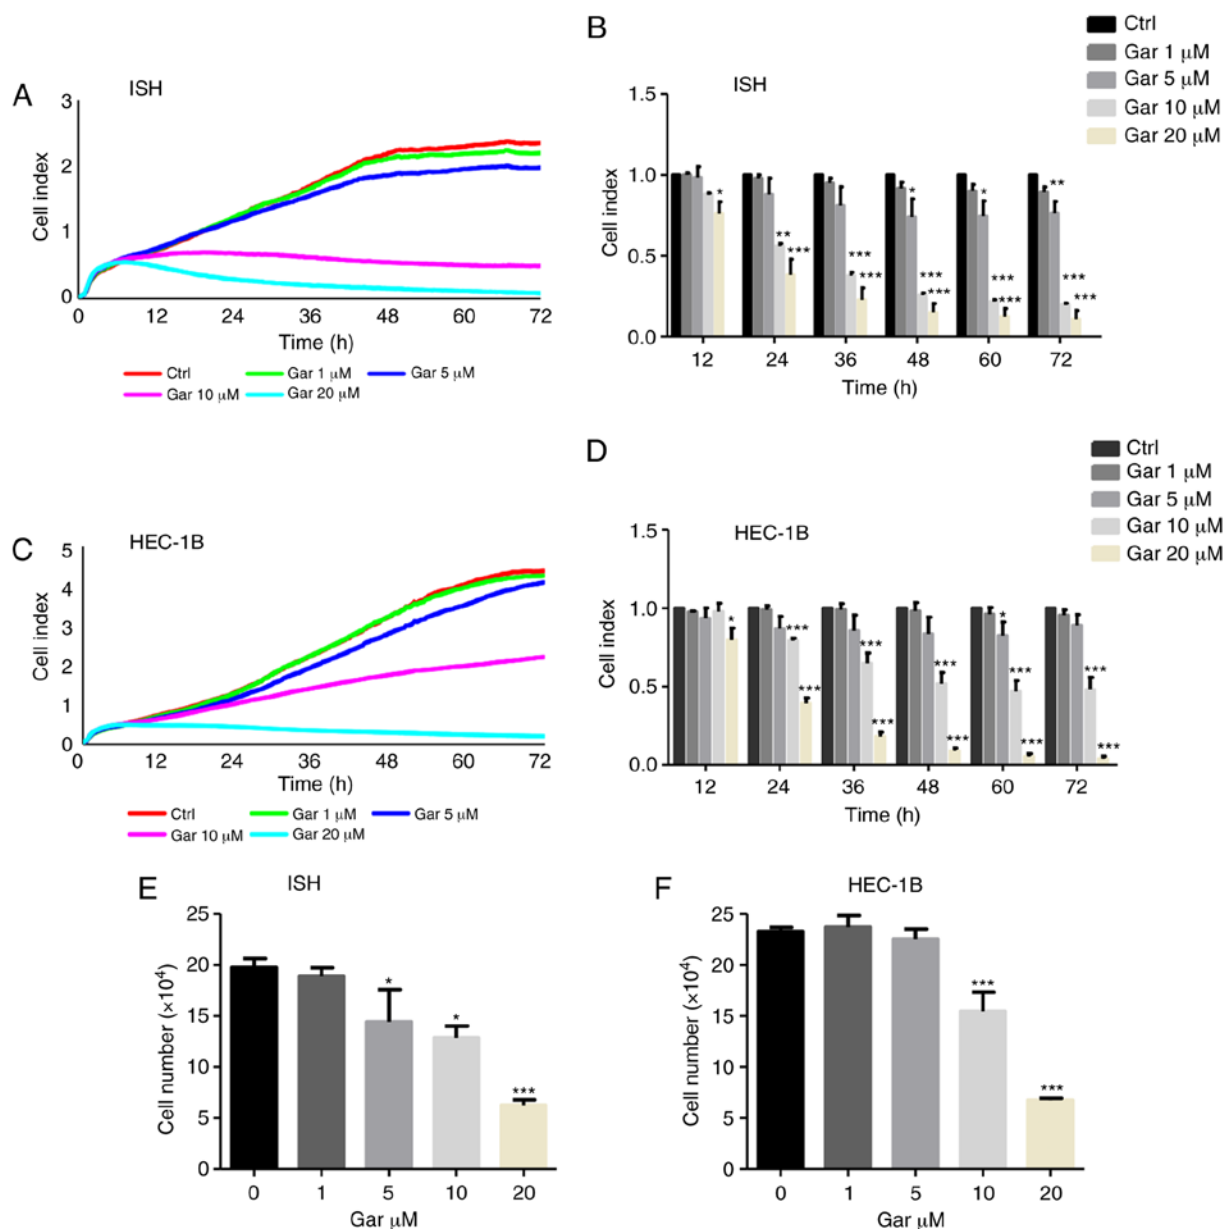 A
ISH
Cell index
3
2
1
0
0 12 24 36 48 60 72
Time (h)
Ctrl Gar 1 μM Gar 5 μM
Gar 10 μM Gar 20 μM
B
ISH
Ctrl
Gar 1 μM
Gar 5 μM
Gar 10 μM
Gar 20 μM
Cell index
1.5
1.0
0.5
0.0
* ** *** *** *** * *** *** * *** *** ** *** ***
12 24 36 48 60 72
Time (h)
C
HEC-1B
Cell index
5
4
3
2
1
0
0 12 24 36 48 60 72
Time (h)
Ctrl Gar 1 μM Gar 5 μM
Gar 10 μM Gar 20 μM
D
HEC-1B
Ctrl
Gar 1 μM
Gar 5 μM
Gar 10 μM
Gar 20 μM
Cell index
1.5
1.0
0.5
0.0
* *** *** *** *** *** *** * *** *** *** ***
12 24 36 48 60 72
Time (h)
E
ISH
Cell number (×10⁴)
25
20
15
10
5
0
* * ***
0 1 5 10 20
Gar μM
F
HEC-1B
Cell number (×10⁴)
25
20
15
10
5
0
*** ***
0 1 5 10 20
Gar μM